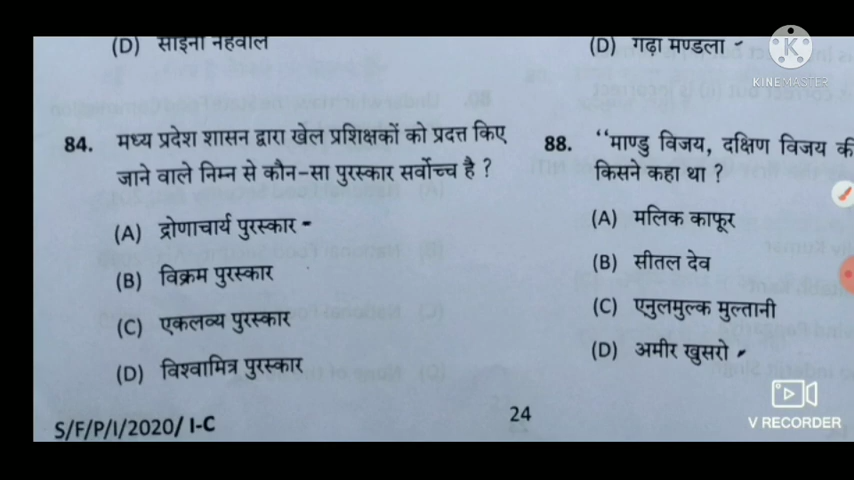 (D) साइना नेहवाल
84. मध्य प्रदेश शासन द्वारा खेल प्रशिक्षकों को प्रदत्त किए
जाने वाले निम्न से कौन-सा पुरस्कार सर्वोच्च है ?
(A) द्रोणाचार्य पुरस्कार
(B) विक्रम पुरस्कार
(C) एकलव्य पुरस्कार
(D) विश्वामित्र पुरस्कार
S/F/P/I/2020/ I-C
24
(D) गढ़ा मण्डला
88. “माण्डु विजय, दक्षिण विजय की
किसने कहा था ?
(A) मलिक काफूर
(B) सीतल देव
(C) एनुलमुल्क मुल्तानी
(D) अमीर खुसरो
KINEMASTER
V RECORDER